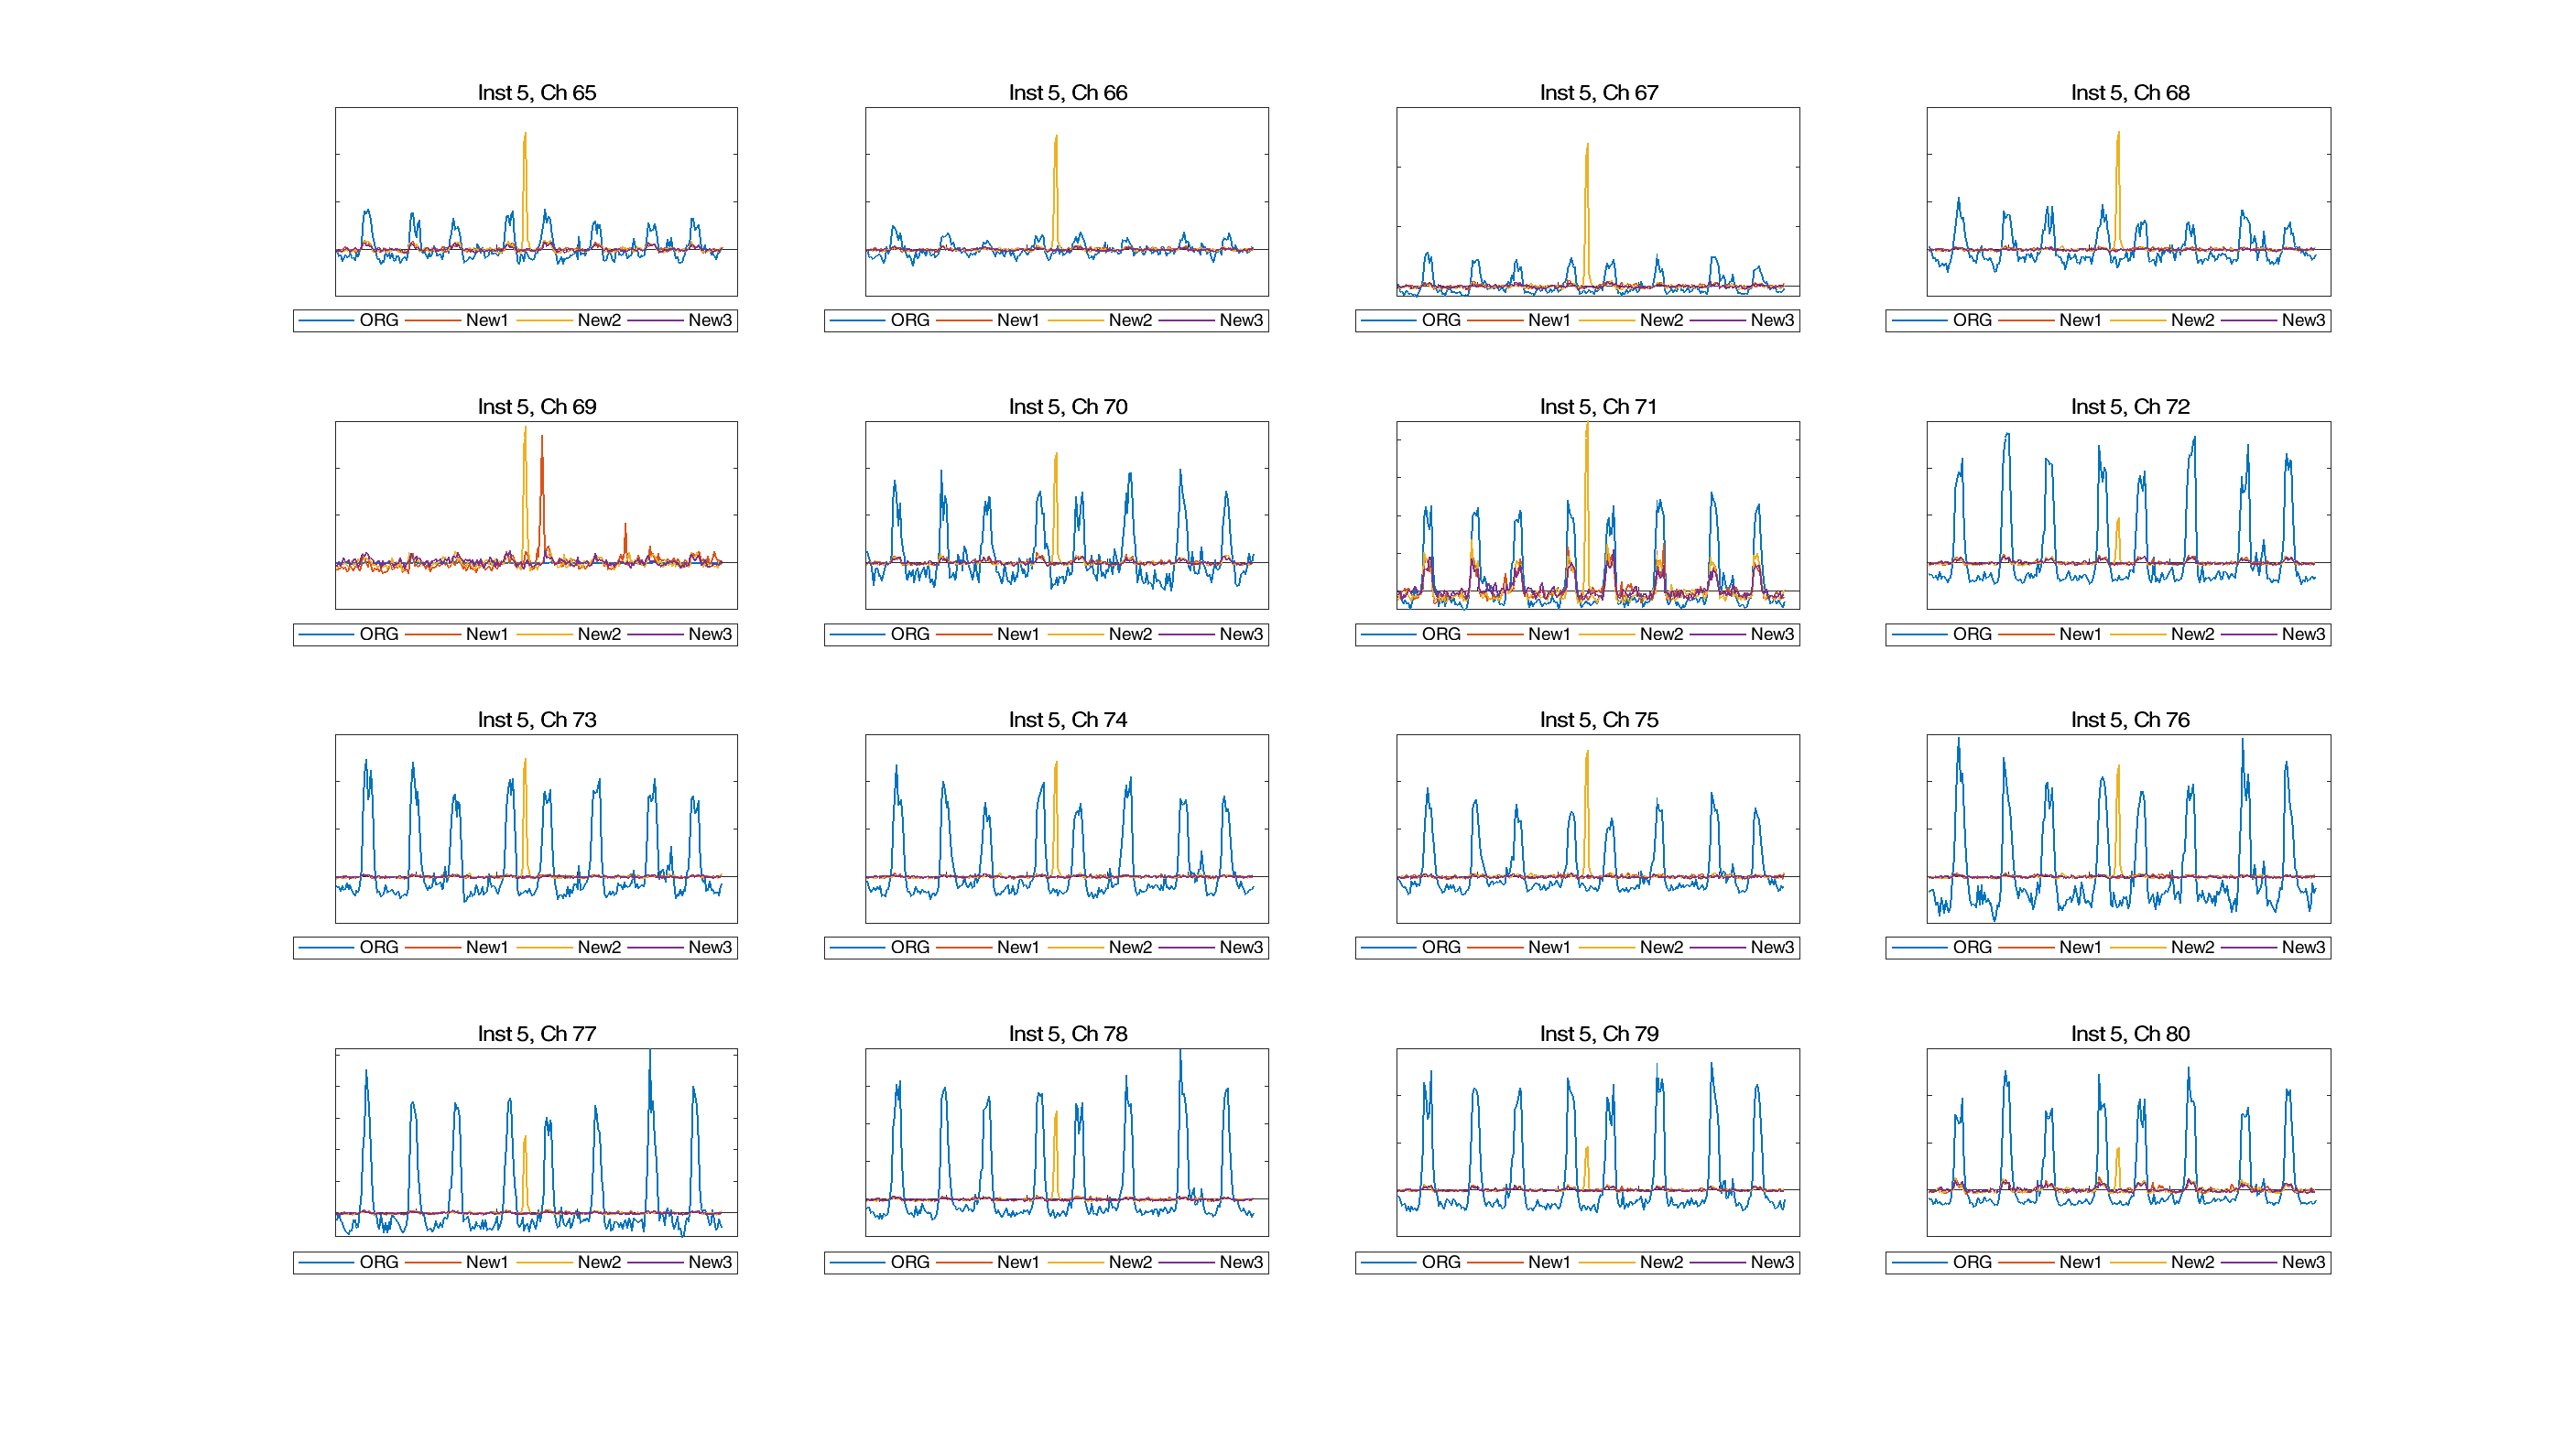 Inst 5, Ch 65
ORG New1 New2 New3
Inst 5, Ch 66
ORG New1 New2 New3
Inst 5, Ch 67
ORG New1 New2 New3
Inst 5, Ch 68
ORG New1 New2 New3
Inst 5, Ch 69
ORG New1 New2 New3
Inst 5, Ch 70
ORG New1 New2 New3
Inst 5, Ch 71
ORG New1 New2 New3
Inst 5, Ch 72
ORG New1 New2 New3
Inst 5, Ch 73
ORG New1 New2 New3
Inst 5, Ch 74
ORG New1 New2 New3
Inst 5, Ch 75
ORG New1 New2 New3
Inst 5, Ch 76
ORG New1 New2 New3
Inst 5, Ch 77
ORG New1 New2 New3
Inst 5, Ch 78
ORG New1 New2 New3
Inst 5, Ch 79
ORG New1 New2 New3
Inst 5, Ch 80
ORG New1 New2 New3